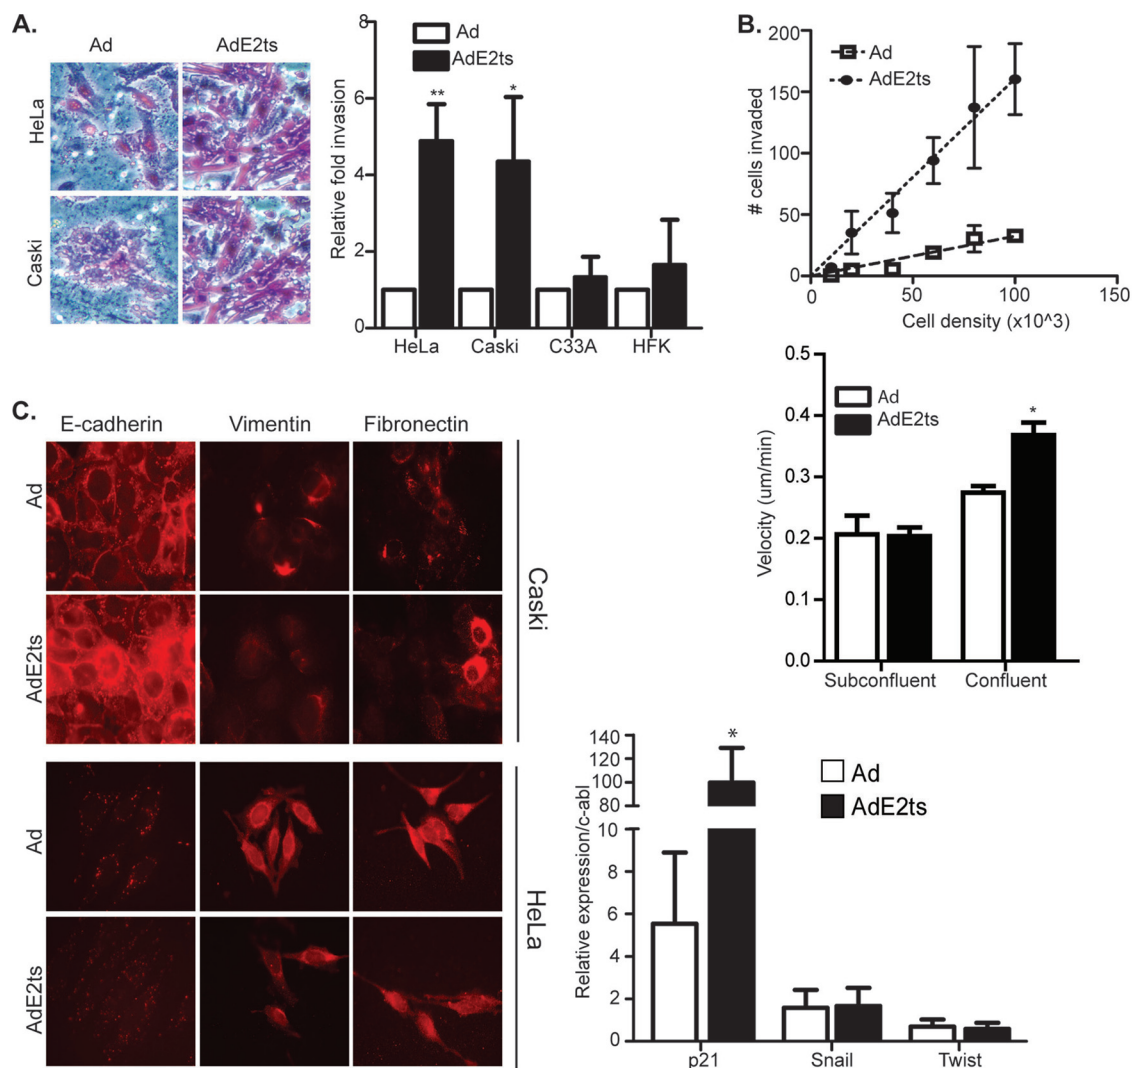 A.
Ad
AdE2ts
HeLa
Caski
Relative fold invasion
8
6
4
2
0
Ad
AdE2ts
**
*
HeLa
Caski
C33A
HFK
B.
# cells invaded
200
150
100
50
0
Ad
AdE2ts
0
50
100
150
Cell density (x10^3)
Velocity (um/min)
0.5
0.4
0.3
0.2
0.1
0.0
Ad
AdE2ts
*
Subconfluent
Confluent
C.
E-cadherin
Vimentin
Fibronectin
Ad
AdE2ts
Caski
Ad
AdE2ts
HeLa
Relative expression/c-abl
140
120
100
80
10
8
6
4
2
0
*
Ad
AdE2ts
p21
Snail
Twist